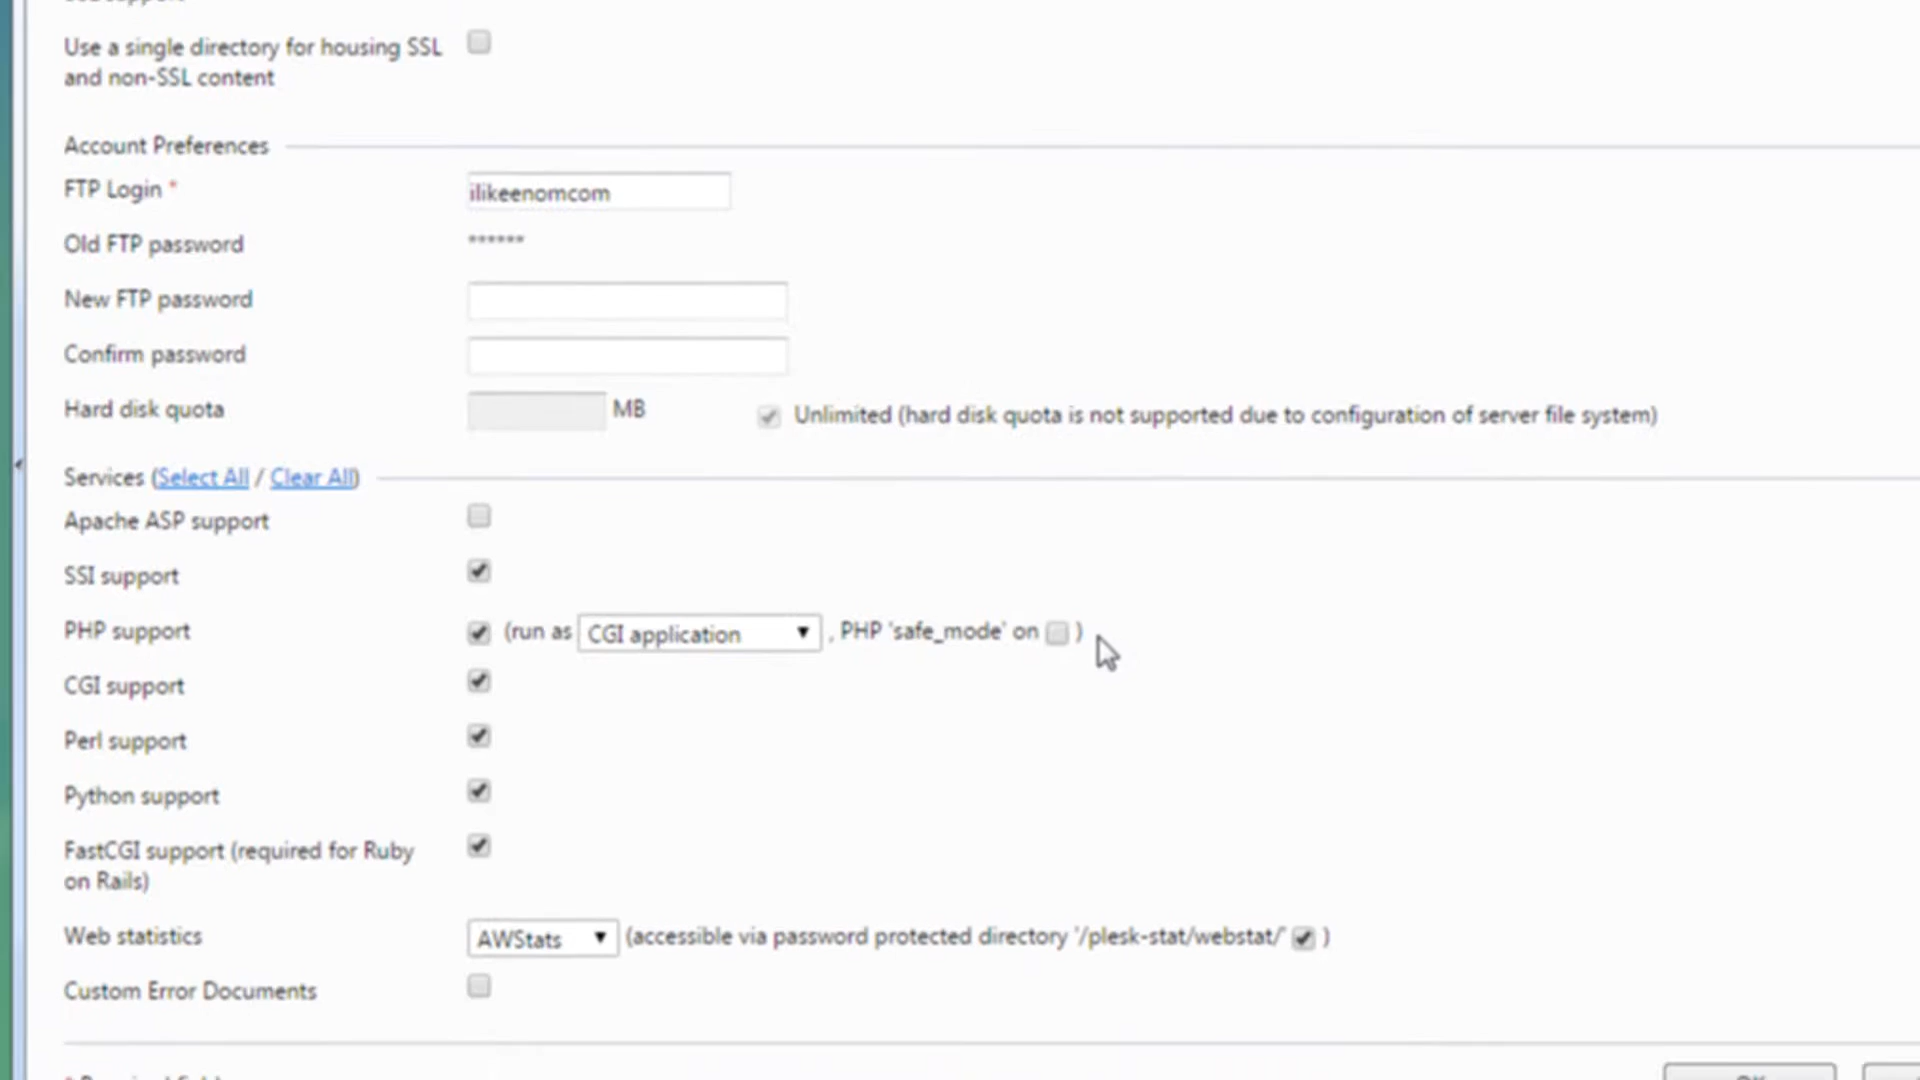 Use a single directory for housing SSL
and non-SSL content
Account Preferences
FTP Login * ilikeenomcom
Old FTP password ******
New FTP password
Confirm password
Hard disk quota MB Unlimited (hard disk quota is not supported due to configuration of server file system)
Services (Select All / Clear All)
Apache ASP support
SSI support
PHP support (run as CGI application , PHP 'safe_mode' on )
CGI support
Perl support
Python support
FastCGI support (required for Ruby
on Rails)
Web statistics AWStats (accessible via password protected directory '/plesk-stat/webstat/' )
Custom Error Documents